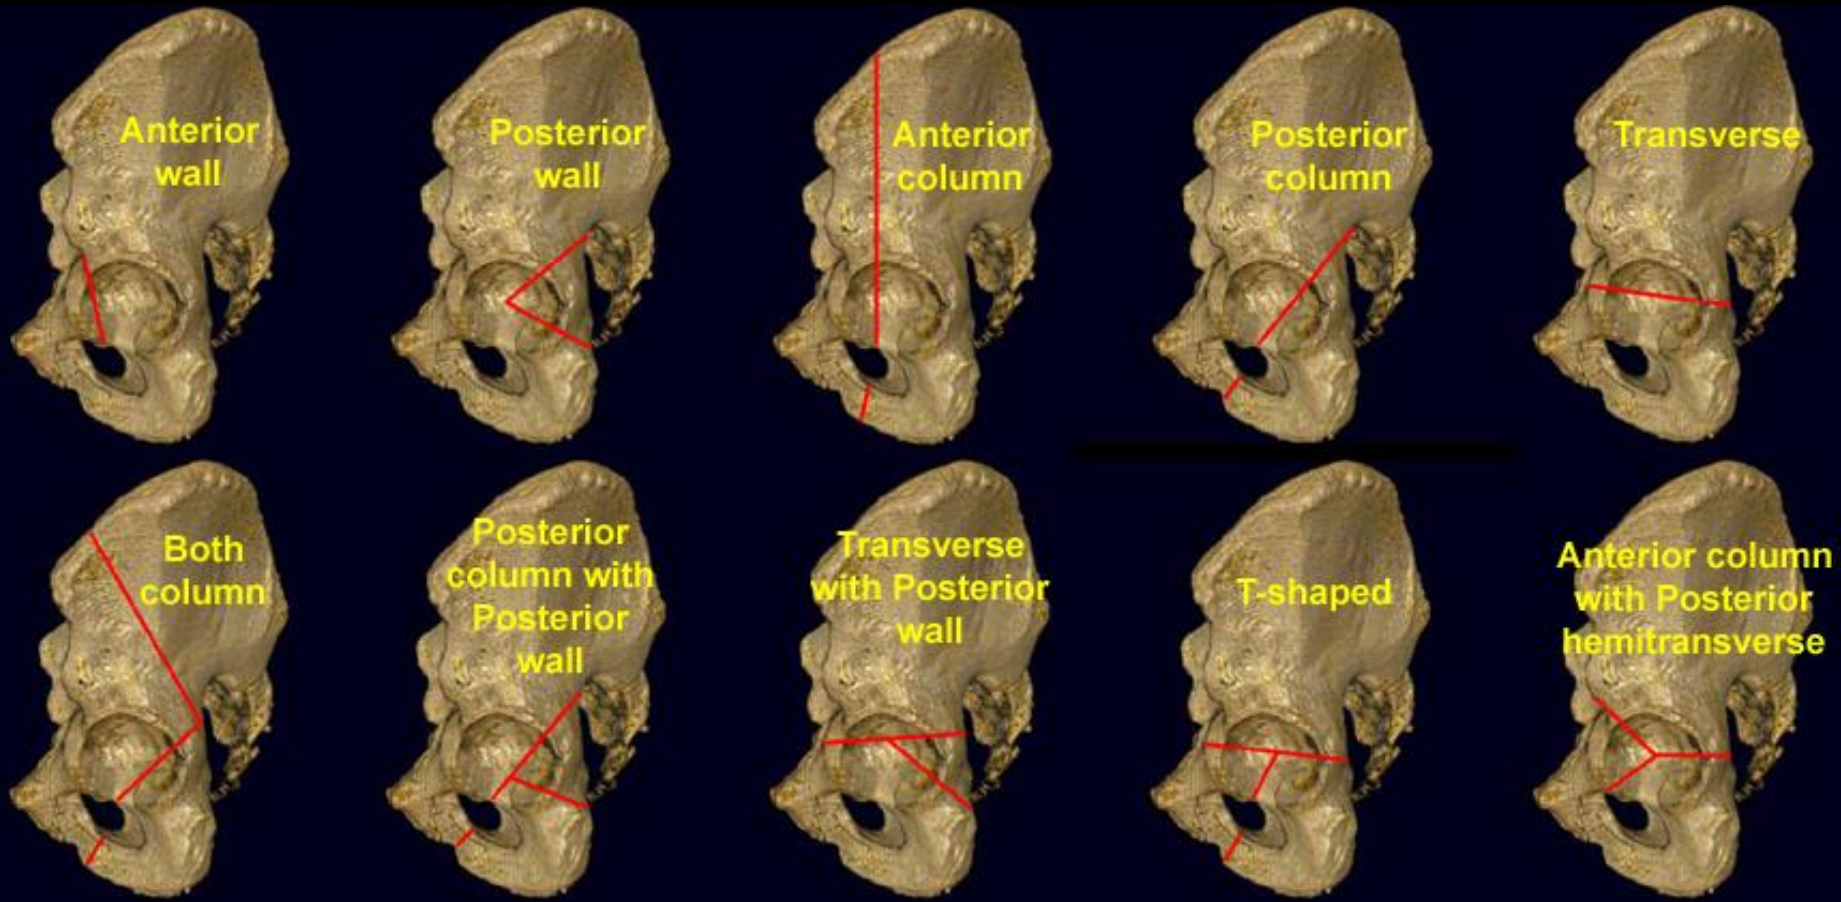 Anterior
wall
Posterior
wall
Anterior
column
Posterior
column
Transverse
Both
column
Posterior
column with
Posterior
wall
Transverse
with Posterior
wall
T-shaped
Anterior column
with Posterior
hemitransverse